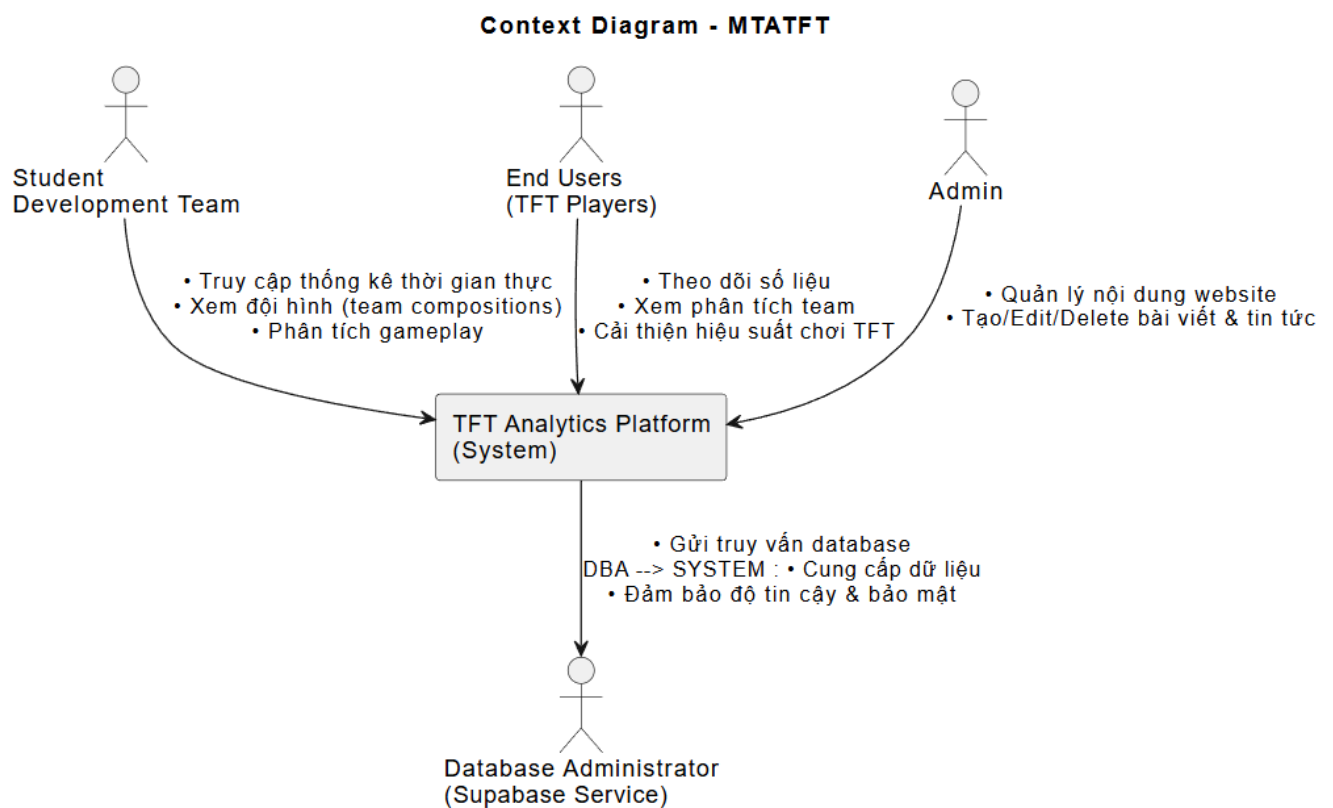 Context Diagram - MTATFT
Student
Development Team
End Users
(TFT Players)
Admin
• Truy cập thống kê thời gian thực
• Xem đội hình (team compositions)
• Phân tích gameplay
• Theo dõi số liệu
• Xem phân tích team
• Cải thiện hiệu suất chơi TFT
• Quản lý nội dung website
• Tạo/Edit/Delete bài viết & tin tức
TFT Analytics Platform
(System)
• Gửi truy vấn database
DBA --> SYSTEM : • Cung cấp dữ liệu
• Đảm bảo độ tin cậy & bảo mật
Database Administrator
(Supabase Service)